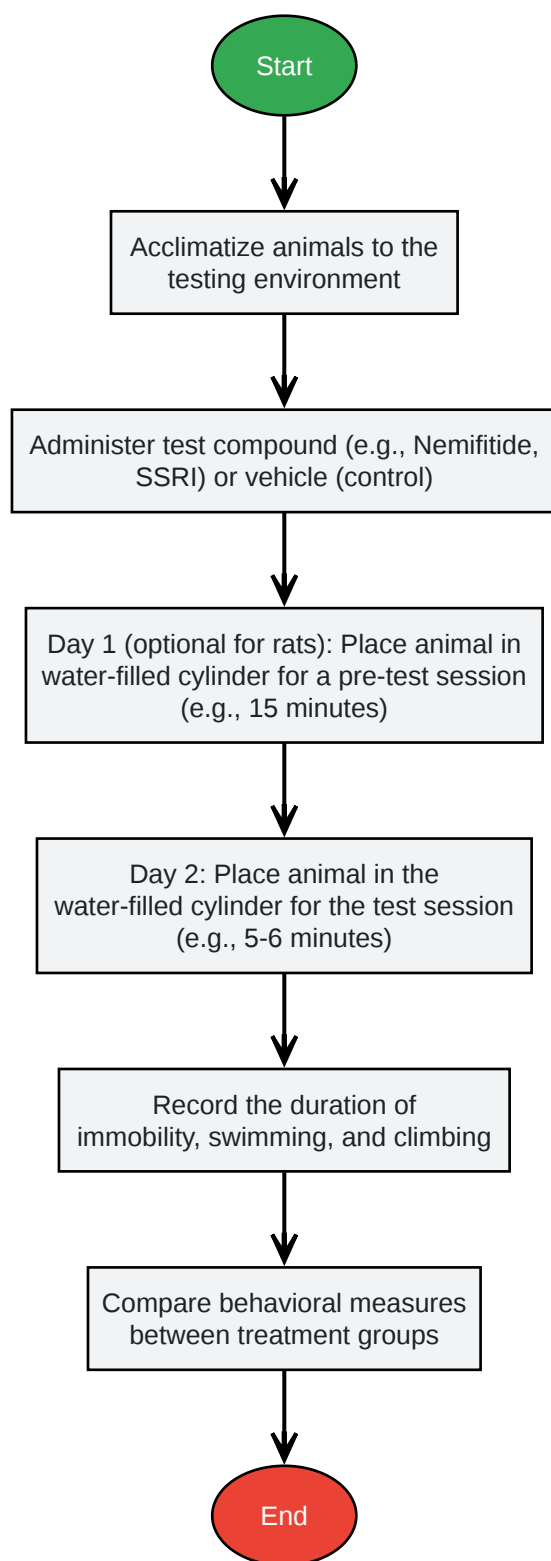 Start
Acclimatize animals to the
testing environment
Administer test compound (e.g., Nemifitide,
SSRI) or vehicle (control)
Day 1 (optional for rats): Place animal in
water-filled cylinder for a pre-test session
(e.g., 15 minutes)
Day 2: Place animal in the
water-filled cylinder for the test session
(e.g., 5-6 minutes)
Record the duration of
immobility, swimming, and climbing
Compare behavioral measures
between treatment groups
End